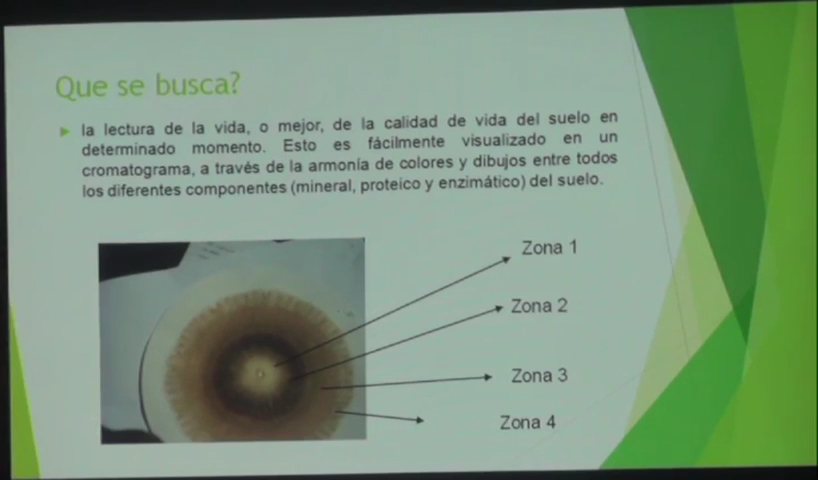 Que se busca?
la lectura de la vida, o mejor, de la calidad de vida del suelo en
determinado momento. Esto es fácilmente visualizado en un
cromatograma, a través de la armonía de colores y dibujos entre todos
los diferentes componentes (mineral, proteico y enzimático) del suelo.
Zona 1
Zona 2
Zona 3
Zona 4